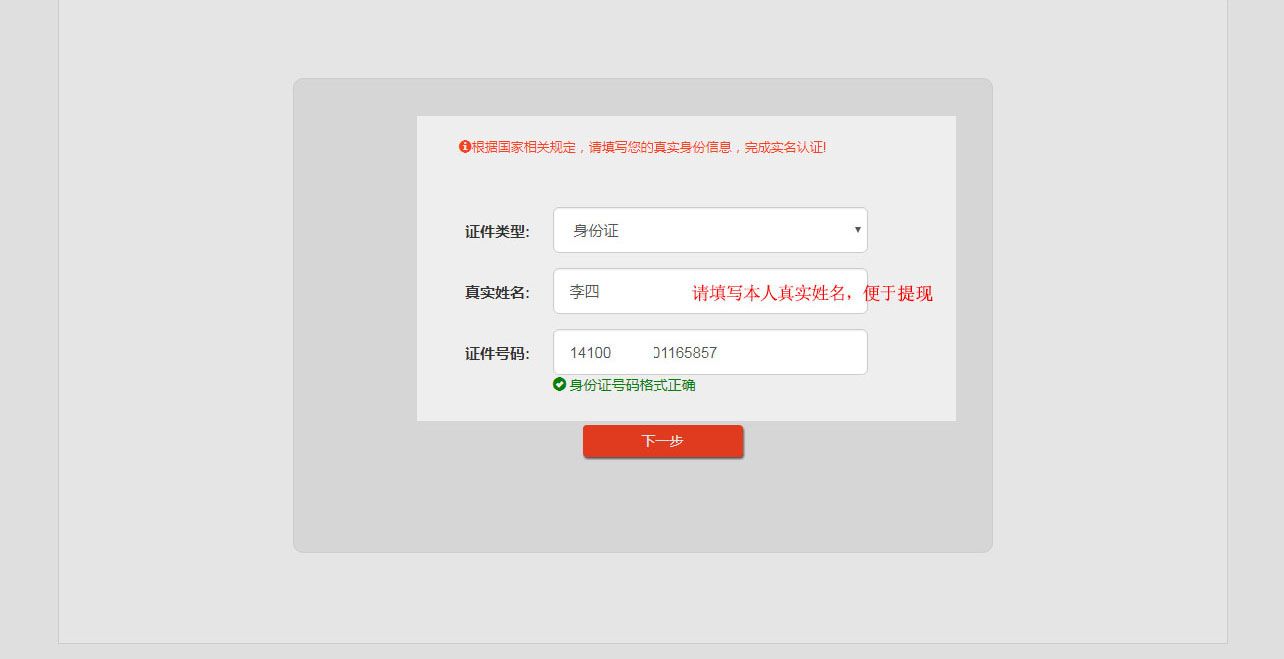 根据国家相关规定，请填写您的真实身份信息，完成实名认证!
证件类型: 身份证
真实姓名: 李四 请填写本人真实姓名，便于提现
证件号码: 14100 01165857
身份证号码格式正确
下一步